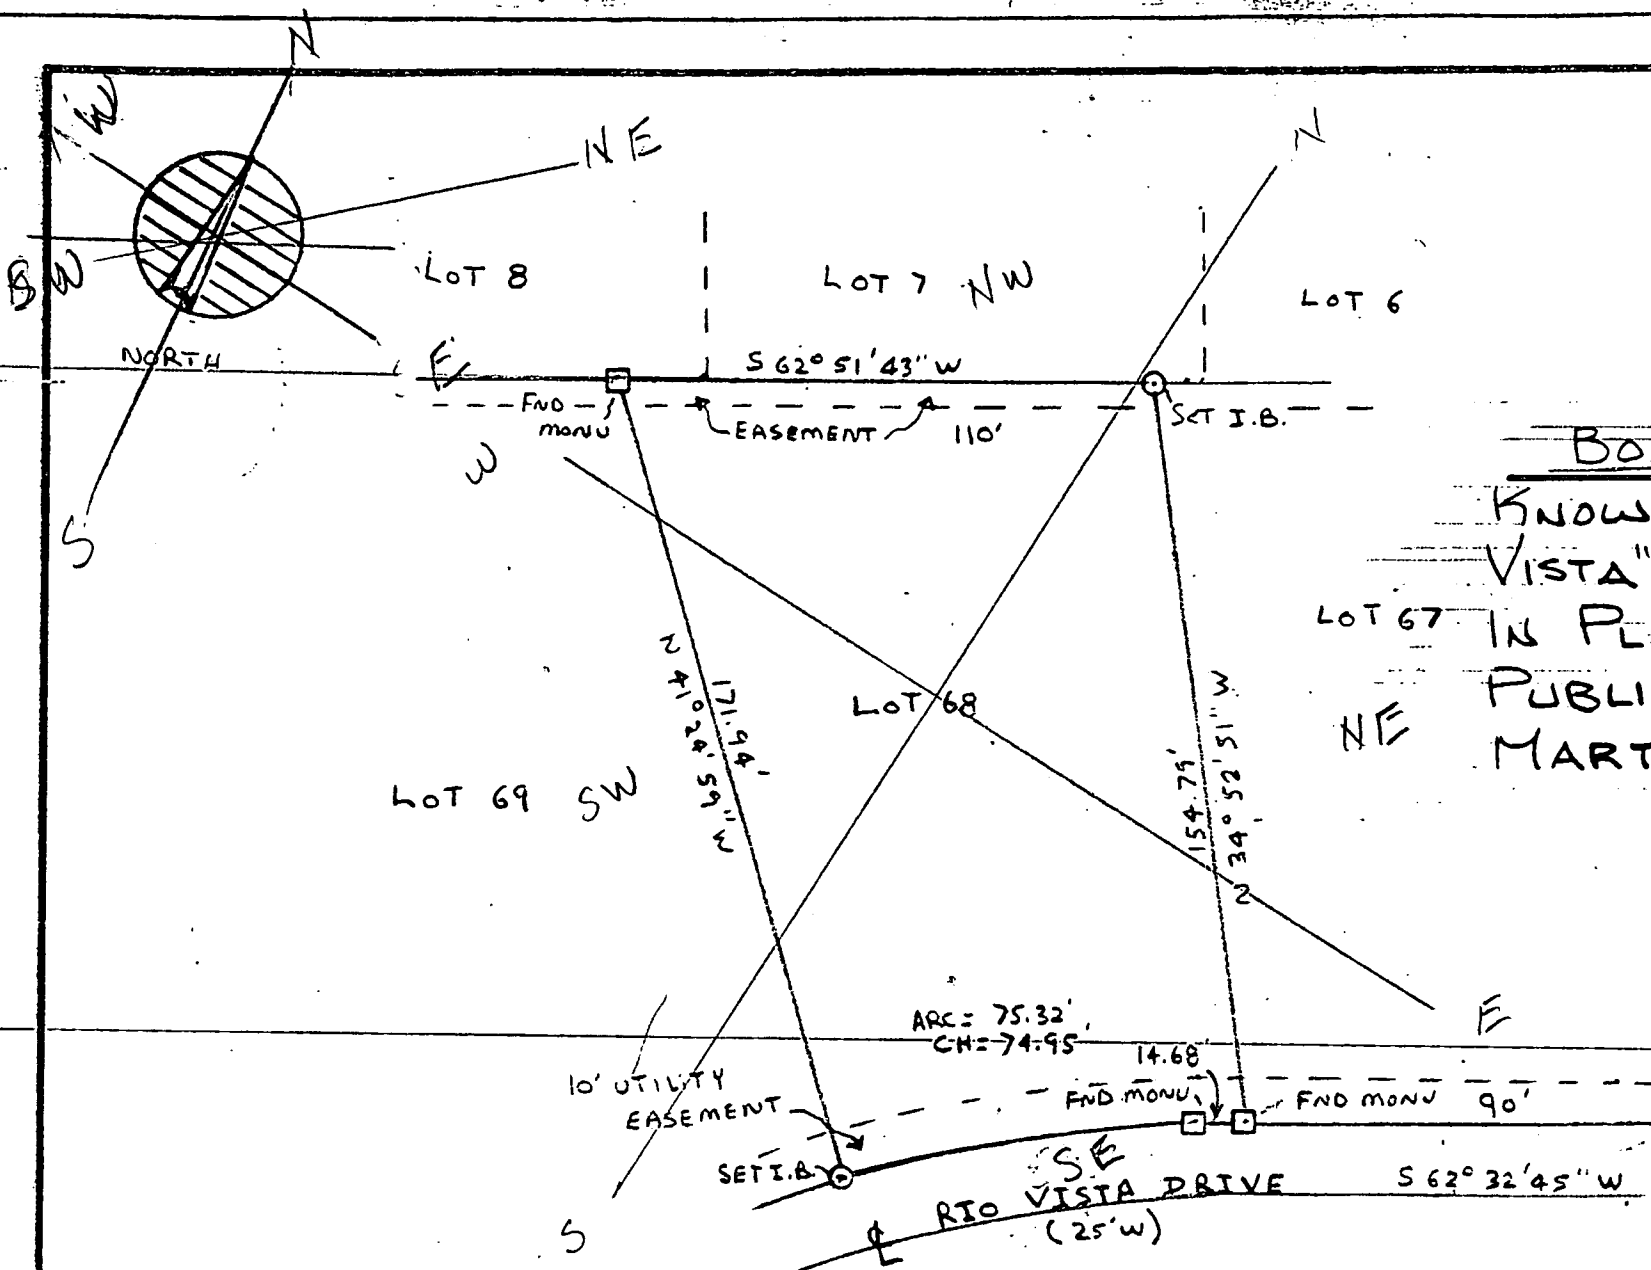 N
W
NE
SW
NORTH
S
LOT 8
LOT 7 NW
LOT 6
N
E
S 62° 51' 43" W
FND
MONU
EASEMENT
110'
SET I.B.
W
BO
KNOW
VISTA"
IN PL
PUBLI
MART
LOT 67
NE
LOT 68
LOT 69 SW
171.94'
N 41° 24' 59" W
154.79'
N 34° 52' 51" W
E
ARC = 75.32'
CH = 74.95
14.68'
10' UTILITY
EASEMENT
FND MONU
FND MONU 90'
SET I.B.
SE
RIO VISTA DRIVE
(25'W)
S 62° 32' 45" W
S
℄